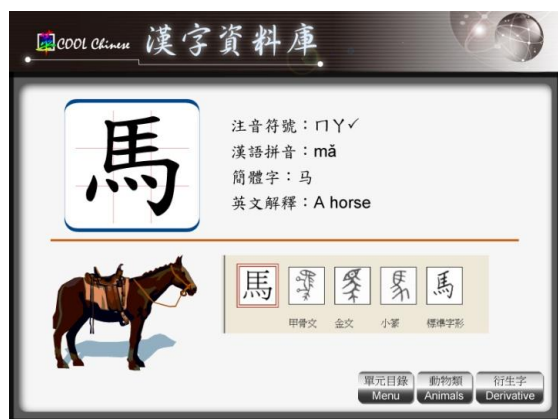 COOL Chinese 漢字資料庫
馬
注音符號：ㄇㄚˇ
漢語拼音：mǎ
簡體字：马
英文解釋：A horse
馬 馬
甲骨文 金文 小篆 標準字形
單元目錄 動物類 衍生字
Menu Animals Derivative